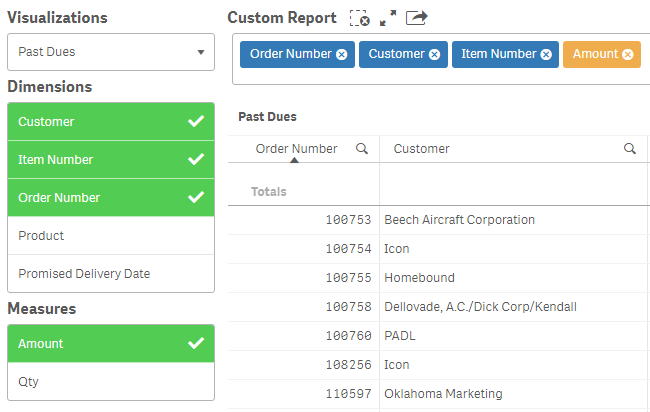 Visualizations
Past Dues
Dimensions
Customer
Item Number
Order Number
Product
Promised Delivery Date
Measures
Amount
Qty
Custom Report
Order Number Customer Item Number Amount
Past Dues
Order Number Customer
Totals
100753 Beech Aircraft Corporation
100754 Icon
100755 Homebound
100758 Dellovade, A.C./Dick Corp/Kendall
100760 PADL
108256 Icon
110597 Oklahoma Marketing